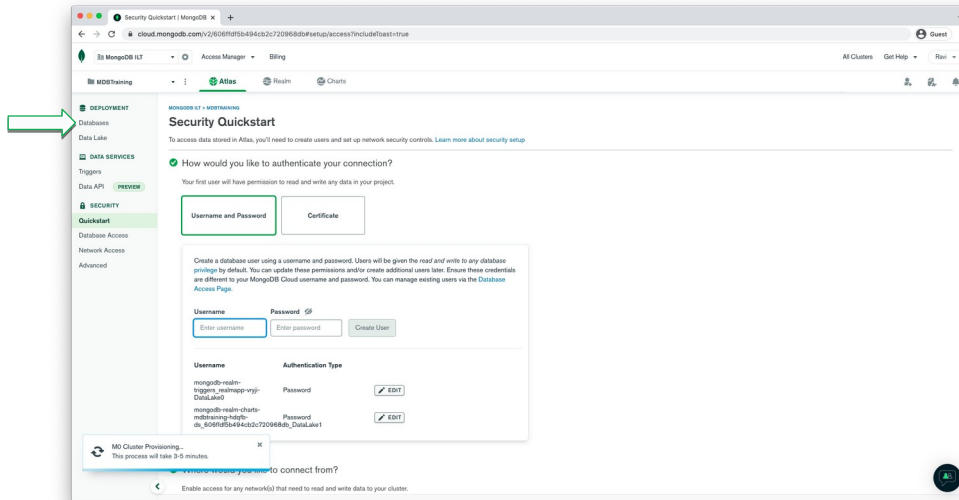 Security Quickstart | MongoDB
cloud.mongodb.com/v2/606ffdf5b494cb2c720968db#setup/access?includeToast=true
Guest
MongoDB ILT
Access Manager
Billing
All Clusters
Get Help
Ravi
MDBTraining
Atlas
Realm
Charts
DEPLOYMENT
Databases
Data Lake
DATA SERVICES
Triggers
Data API PREVIEW
SECURITY
Quickstart
Database Access
Network Access
Advanced
MONGODB ILT > MDBTRAINING
Security Quickstart
To access data stored in Atlas, you'll need to create users and set up network security controls. Learn more about security setup
How would you like to authenticate your connection?
Your first user will have permission to read and write any data in your project.
Username and Password
Certificate
Create a database user using a username and password. Users will be given the read and write to any database
privilege by default. You can update these permissions and/or create additional users later. Ensure these credentials
are different to your MongoDB Cloud username and password. You can manage existing users via the Database
Access Page.
Username
Password
Enter username
Enter password
Create User
Username
Authentication Type
mongodb-realm-
triggers_realmapp-vryji-
DataLake0
Password
EDIT
mongodb-realm-charts-
mdbtraining-hdqfb-
ds_606ffdf5b494cb2c720968db_DataLake1
Password
EDIT
M0 Cluster Provisioning...
This process will take 3-5 minutes.
Where would you like to connect from?
Enable access for any network(s) that need to read and write data to your cluster.